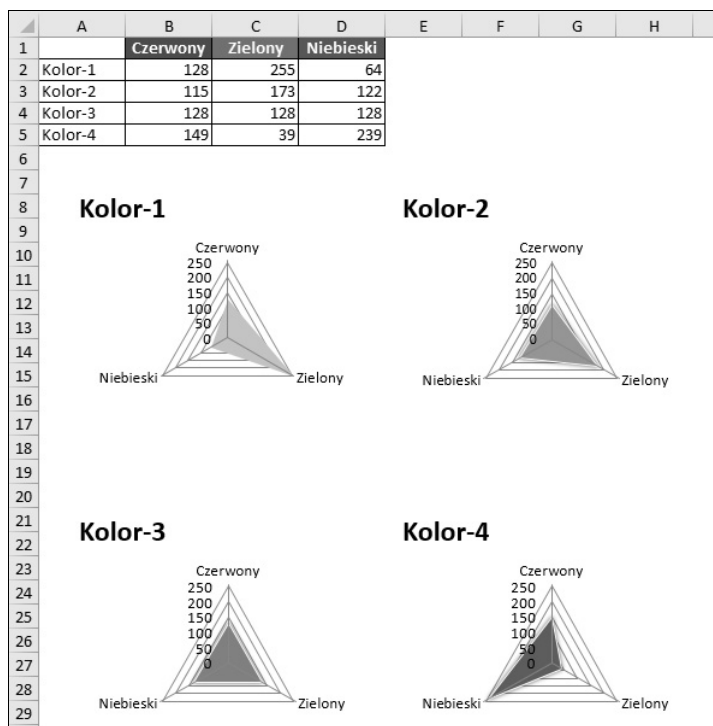 A B C D E F G H
1 Czerwony Zielony Niebieski
2 Kolor-1 128 255 64
3 Kolor-2 115 173 122
4 Kolor-3 128 128 128
5 Kolor-4 149 39 239
6
7
8 Kolor-1 Kolor-2
9
10 Czerwony Czerwony
250 250
11 200 200
12 150 150
100 100
13 50 50
0 0
14
15 Niebieski Zielony Niebieski Zielony
16
17
18
19
20
21
22 Kolor-3 Kolor-4
23 Czerwony Czerwony
24 250 250
200 200
25 150 150
26 100 100
50 50
27 0 0
28
29 Niebieski Zielony Niebieski Zielony